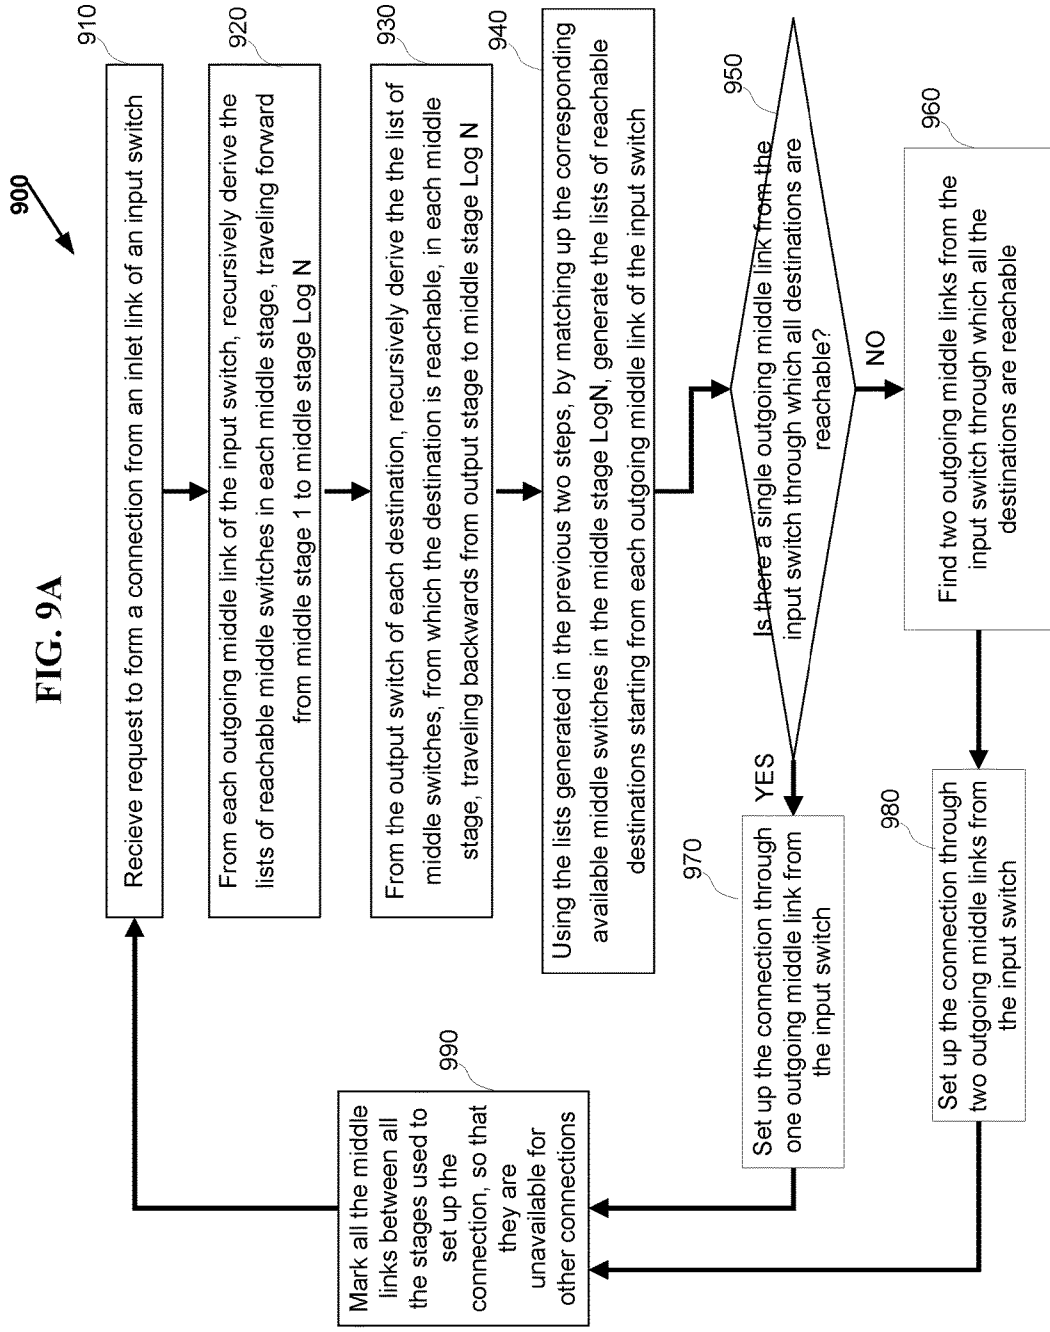 FIG. 9A
900
910
Recieve request to form a connection from an inlet link of an input switch
920
From each outgoing middle link of the input switch, recursively derive the
lists of reachable middle switches in each middle stage, traveling forward
from middle stage 1 to middle stage Log N
930
From the output switch of each destination, recursively derive the the list of
middle switches, from which the destination is reachable, in each middle
stage, traveling backwards from output stage to middle stage Log N
940
Using the lists generated in the previous two steps, by matching up the corresponding
available middle switches in the middle stage LogN, generate the lists of reachable
destinations starting from each outgoing middle link of the input switch
950
Is there a single outgoing middle link from the
input switch through which all destinations are
reachable?
YES
NO
960
Find two outgoing middle links from the
input switch through which all the
destinations are reachable
970
Set up the connection through
one outgoing middle link from
the input switch
980
Set up the connection through
two outgoing middle links from
the input switch
990
Mark all the middle
links between all
the stages used to
set up the
connection, so that
they are
unavailable for
other connections